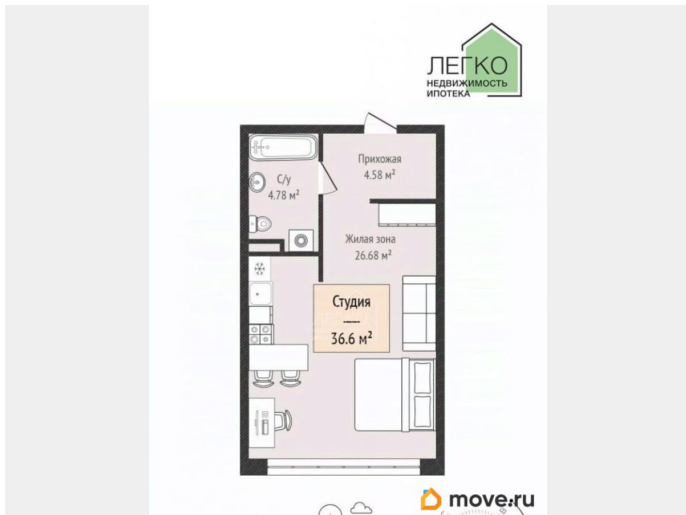 ЛЕГКО
НЕДВИЖИМОСТЬ
ИПОТЕКА
Прихожая
4.58 м²
С/у
4.78 м²
Жилая зона
26.68 м²
Студия
36.6 м²
move.ru